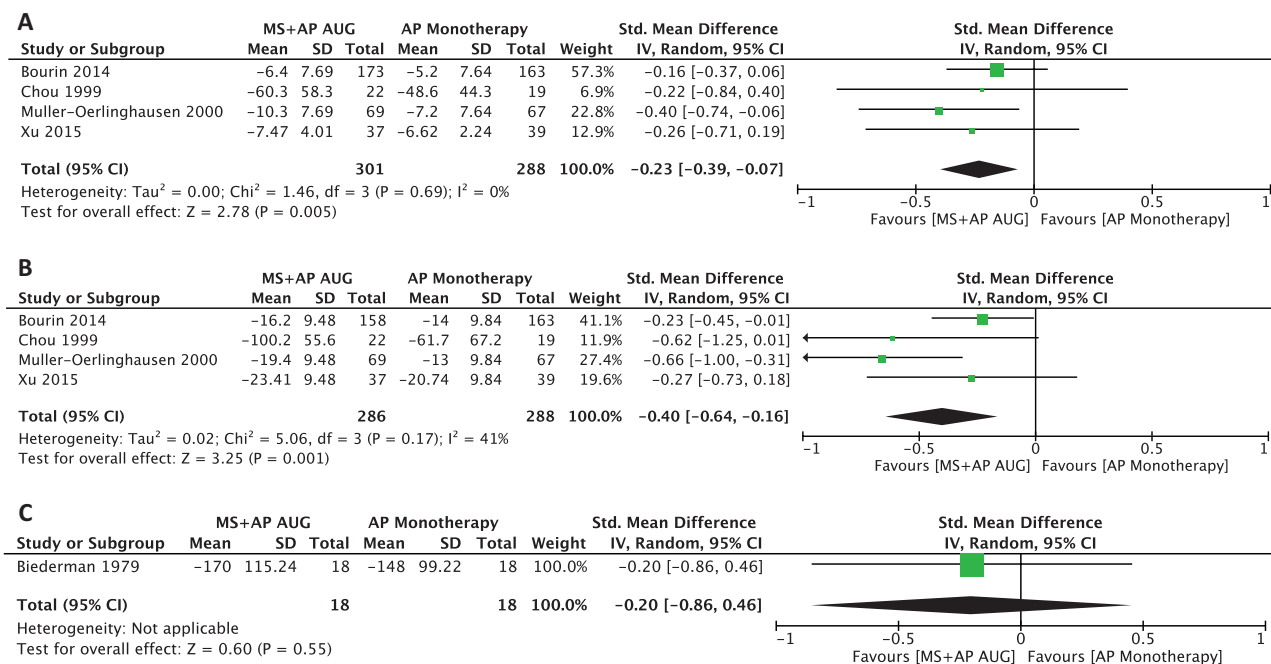 A
MS+AP AUG AP Monotherapy Std. Mean Difference Std. Mean Difference
Study or Subgroup Mean SD Total Mean SD Total Weight IV, Random, 95% CI IV, Random, 95% CI
Bourin 2014 −6.4 7.69 173 −5.2 7.64 163 57.3% −0.16 [−0.37, 0.06]
Chou 1999 −60.3 58.3 22 −48.6 44.3 19 6.9% −0.22 [−0.84, 0.40]
Muller−Oerlinghausen 2000 −10.3 7.69 69 −7.2 7.64 67 22.8% −0.40 [−0.74, −0.06]
Xu 2015 −7.47 4.01 37 −6.62 2.24 39 12.9% −0.26 [−0.71, 0.19]
Total (95% CI) 301 288 100.0% −0.23 [−0.39, −0.07]
Heterogeneity: Tau² = 0.00; Chi² = 1.46, df = 3 (P = 0.69); I² = 0%
Test for overall effect: Z = 2.78 (P = 0.005)
−1 −0.5 0 0.5 1
Favours [MS+AP AUG] Favours [AP Monotherapy]
B
MS+AP AUG AP Monotherapy Std. Mean Difference Std. Mean Difference
Study or Subgroup Mean SD Total Mean SD Total Weight IV, Random, 95% CI IV, Random, 95% CI
Bourin 2014 −16.2 9.48 158 −14 9.84 163 41.1% −0.23 [−0.45, −0.01]
Chou 1999 −100.2 55.6 22 −61.7 67.2 19 11.9% −0.62 [−1.25, 0.01]
Muller−Oerlinghausen 2000 −19.4 9.48 69 −13 9.84 67 27.4% −0.66 [−1.00, −0.31]
Xu 2015 −23.41 9.48 37 −20.74 9.84 39 19.6% −0.27 [−0.73, 0.18]
Total (95% CI) 286 288 100.0% −0.40 [−0.64, −0.16]
Heterogeneity: Tau² = 0.02; Chi² = 5.06, df = 3 (P = 0.17); I² = 41%
Test for overall effect: Z = 3.25 (P = 0.001)
−1 −0.5 0 0.5 1
Favours [MS+AP AUG] Favours [AP Monotherapy]
C
MS+AP AUG AP Monotherapy Std. Mean Difference Std. Mean Difference
Study or Subgroup Mean SD Total Mean SD Total Weight IV, Random, 95% CI IV, Random, 95% CI
Biederman 1979 −170 115.24 18 −148 99.22 18 100.0% −0.20 [−0.86, 0.46]
Total (95% CI) 18 18 100.0% −0.20 [−0.86, 0.46]
Heterogeneity: Not applicable
Test for overall effect: Z = 0.60 (P = 0.55)
−1 −0.5 0 0.5 1
Favours [MS+AP AUG] Favours [AP Monotherapy]